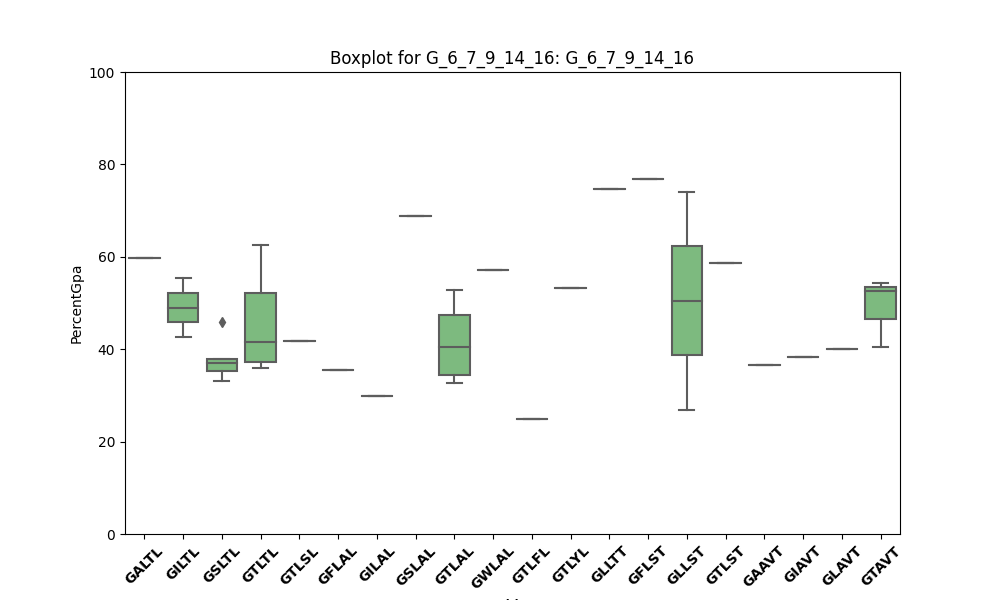 Boxplot for G_6_7_9_14_16: G_6_7_9_14_16
PercentGpa
100
80
60
40
20
0
GALTL
GILTL
GSLTL
GTLTL
GTLSL
GFLAL
GILAL
GSLAL
GTLAL
GWLAL
GTLFL
GTLYL
GLLTT
GFLST
GLLST
GTLST
GAAVT
GIAVT
GLAVT
GTAVT